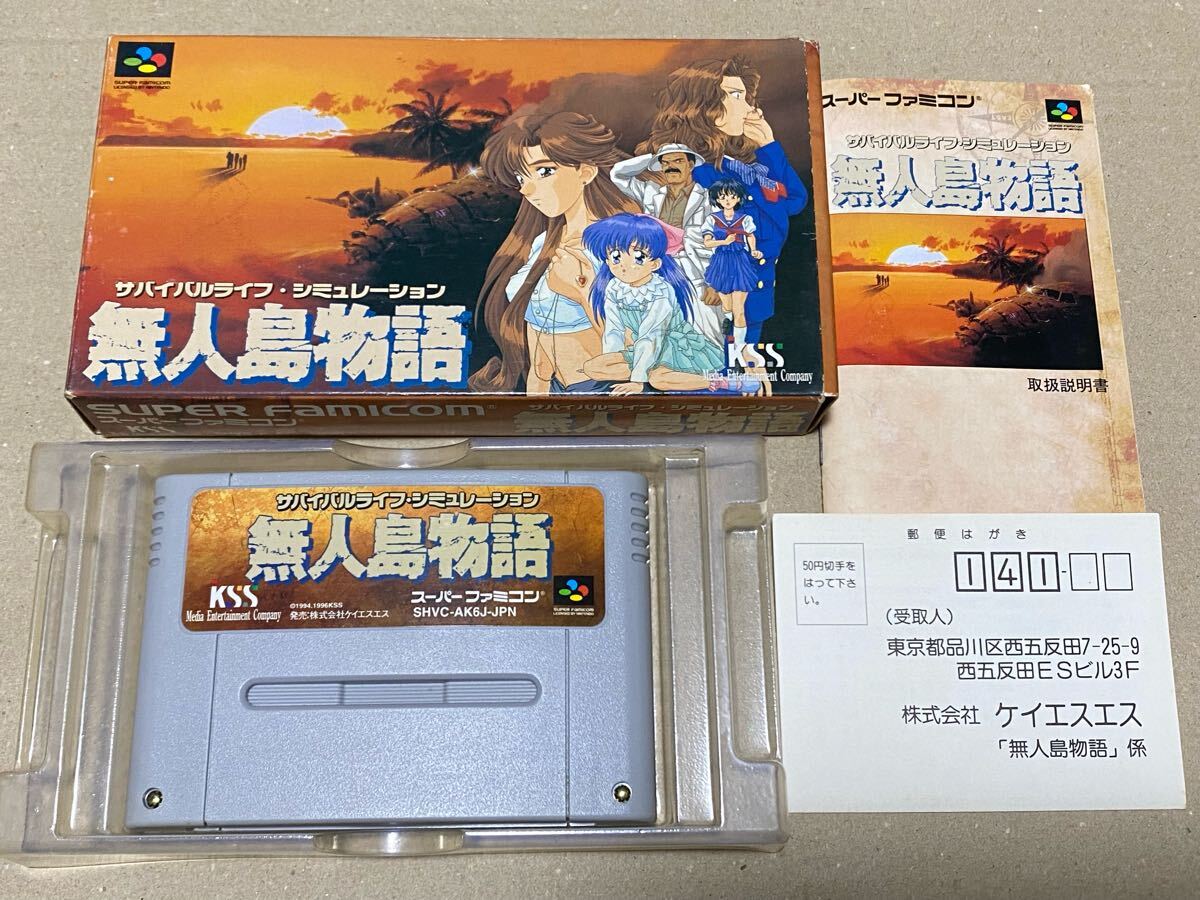 SUPER FAMICOM
LICENSED BY NINTENDO
サバイバルライフ・シミュレーション
無人島物語
KSS
Media Entertainment Company
SUPER FAMICOM®
スーパーファミコン
サバイバルライフ・シミュレーション
無人島物語
スーパーファミコン®
SUPER FAMICOM
サバイバルライフ・シミュレーション
無人島物語
取扱説明書
サバイバルライフ・シミュレーション
無人島物語
KSS
Media Entertainment Company
©1994,1996KSS
発売:株式会社ケイエスエス
スーパーファミコン®
SHVC-AK6J-JPN
SUPER FAMICOM
LICENSED BY NINTENDO
郵便はがき
50円切手を
はって下さ
い。
141-
(受取人)
東京都品川区西五反田7-25-9
西五反田ESビル3F
株式会社 ケイエスエス
「無人島物語」係